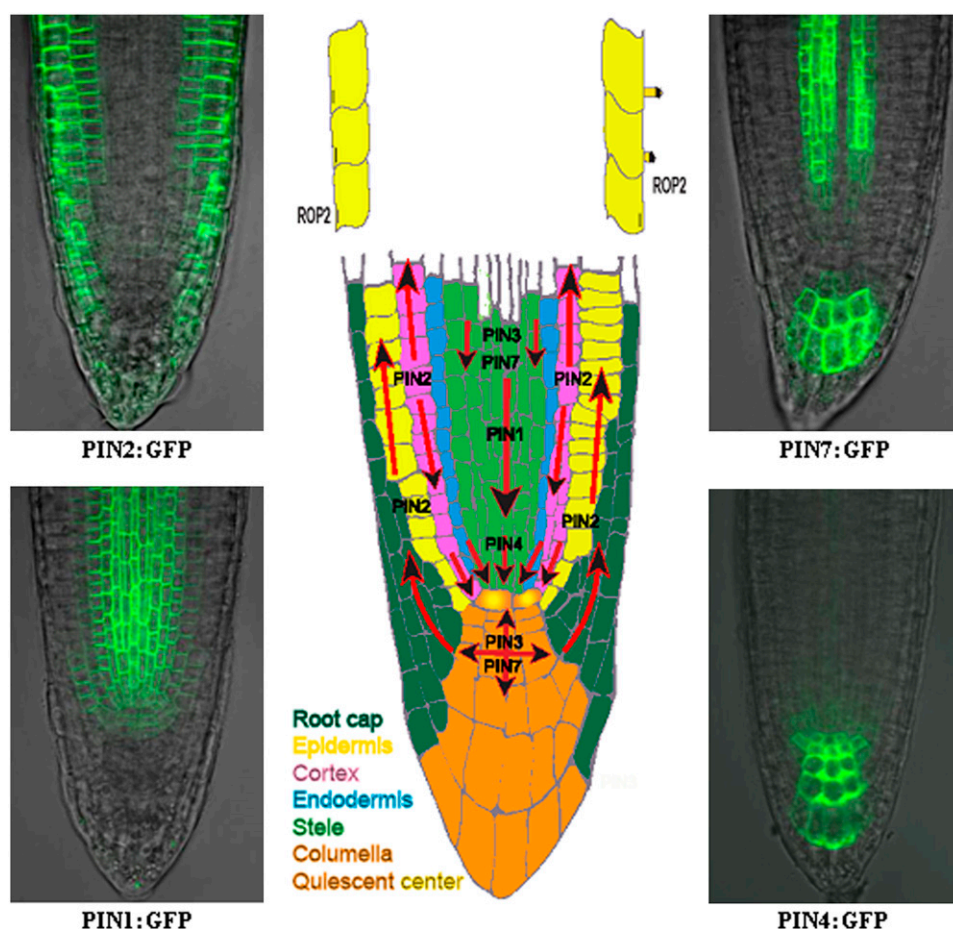 ROP2
ROP2
PIN2:GFP
PIN7:GFP
PIN3
PIN7
PIN2
PIN2
PIN1
PIN2
PIN2
PIN4
PIN3
PIN7
Root cap
Epidermis
Cortex
Endodermis
Stele
Columella
Quiescent center
PIN1:GFP
PIN4:GFP